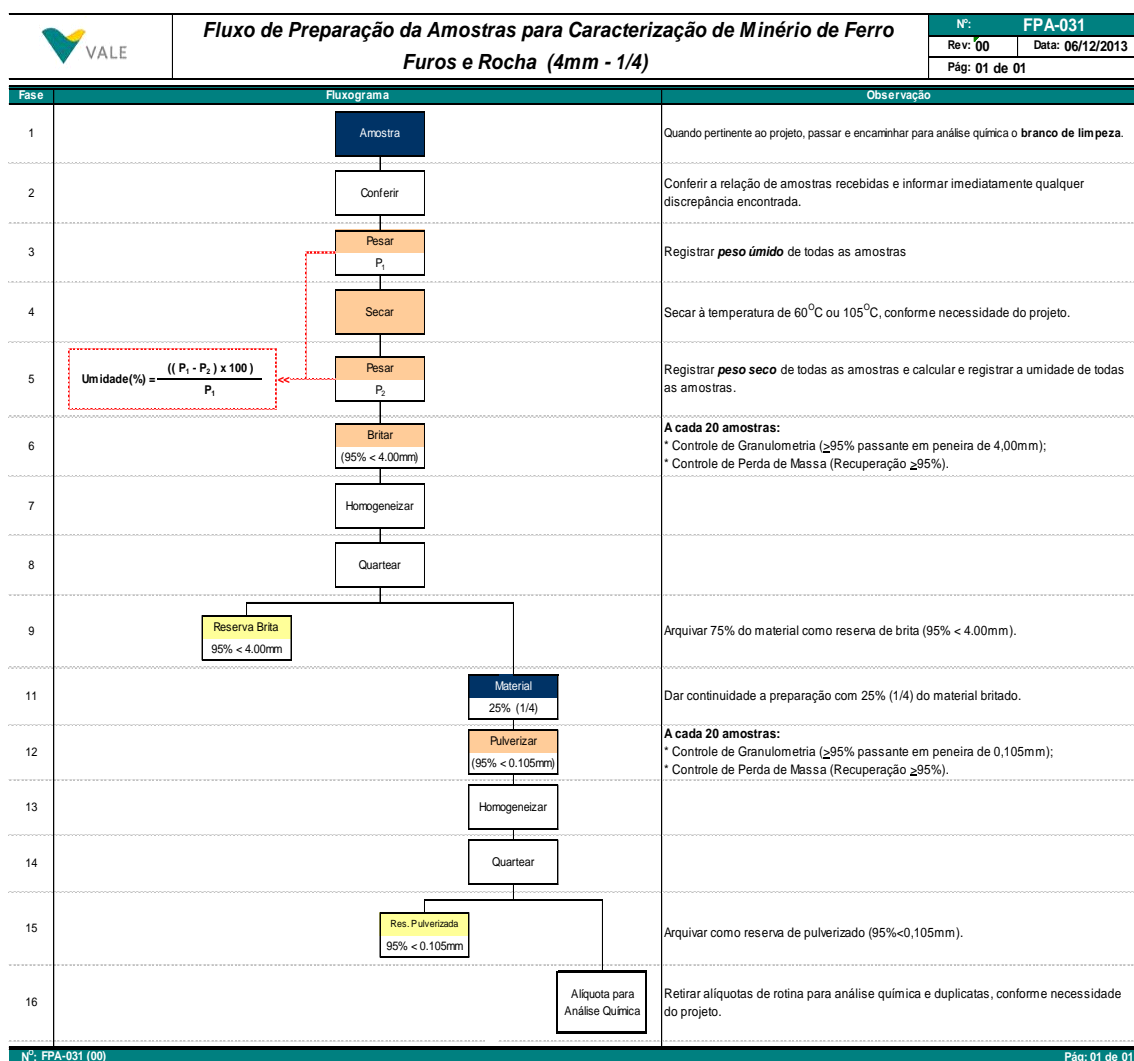 VALE
Fluxo de Preparação da Amostras para Caracterização de Minério de Ferro
Furos e Rocha (4mm - 1/4)
Nº: FPA-031
Rev: 00 Data: 06/12/2013
Pág: 01 de 01
Fase Fluxograma Observação
1
Amostra
Quando pertinente ao projeto, passar e encaminhar para análise química o branco de limpeza.
2
Conferir
Conferir a relação de amostras recebidas e informar imediatamente qualquer
discrepância encontrada.
3
Pesar
P₁
Registrar peso úmido de todas as amostras
4
Secar
Secar à temperatura de 60ᴼC ou 105ᴼC, conforme necessidade do projeto.
5
Umidade(%) =
(( P₁ - P₂ ) x 100 )
P₁
<<
Pesar
P₂
Registrar peso seco de todas as amostras e calcular e registrar a umidade de todas
as amostras.
6
Britar
(95% < 4.00mm)
A cada 20 amostras:
* Controle de Granulometria (≥95% passante em peneira de 4,00mm);
* Controle de Perda de Massa (Recuperação ≥95%).
7
Homogeneizar
8
Quartear
9
Reserva Brita
95% < 4.00mm
Arquivar 75% do material como reserva de brita (95% < 4.00mm).
11
Material
25% (1/4)
Dar continuidade a preparação com 25% (1/4) do material britado.
12
Pulverizar
(95% < 0.105mm)
A cada 20 amostras:
* Controle de Granulometria (≥95% passante em peneira de 0,105mm);
* Controle de Perda de Massa (Recuperação ≥95%).
13
Homogeneizar
14
Quartear
15
Res. Pulverizada
95% < 0.105mm
Arquivar como reserva de pulverizado (95%<0,105mm).
16
Alíquota para
Análise Química
Retirar alíquotas de rotina para análise química e duplicatas, conforme necessidade
do projeto.
Nº: FPA-031 (00) Pág: 01 de 01